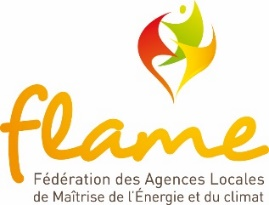 flame
Fédération des Agences Locales
de Maîtrise de l'Énergie et du climat